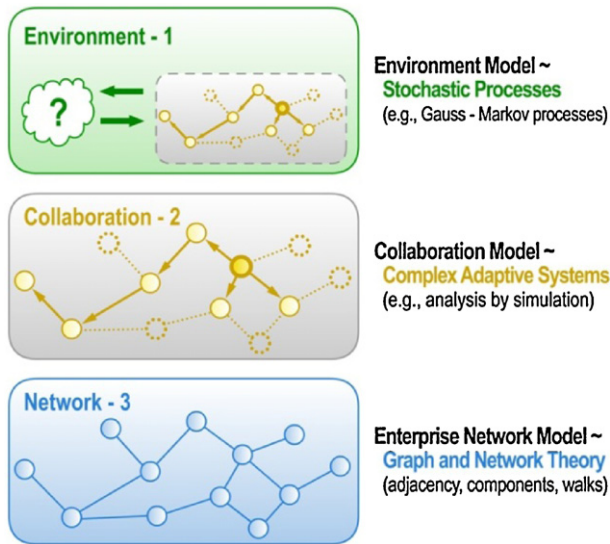 Environment - 1
?
Environment Model ~
Stochastic Processes
(e.g., Gauss - Markov processes)
Collaboration - 2
Collaboration Model ~
Complex Adaptive Systems
(e.g., analysis by simulation)
Network - 3
Enterprise Network Model ~
Graph and Network Theory
(adjacency, components, walks)